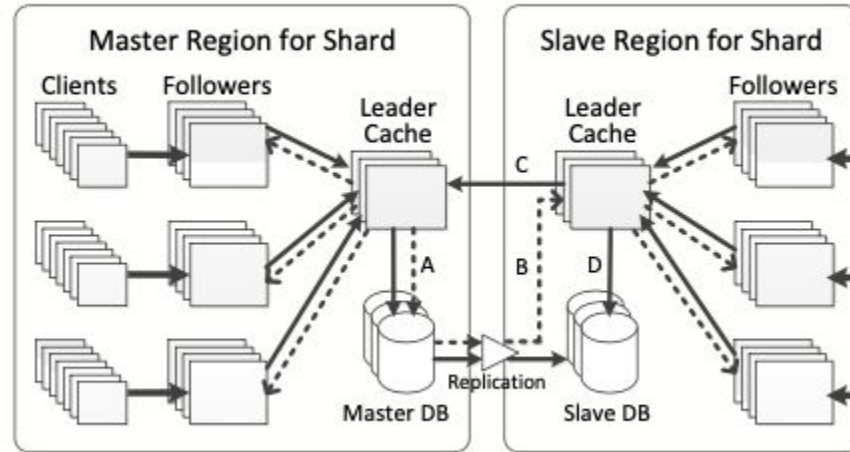 Master Region for Shard
Slave Region for Shard
Clients
Followers
Leader
Cache
Leader
Cache
Followers
C
A
B
D
Replication
Master DB
Slave DB